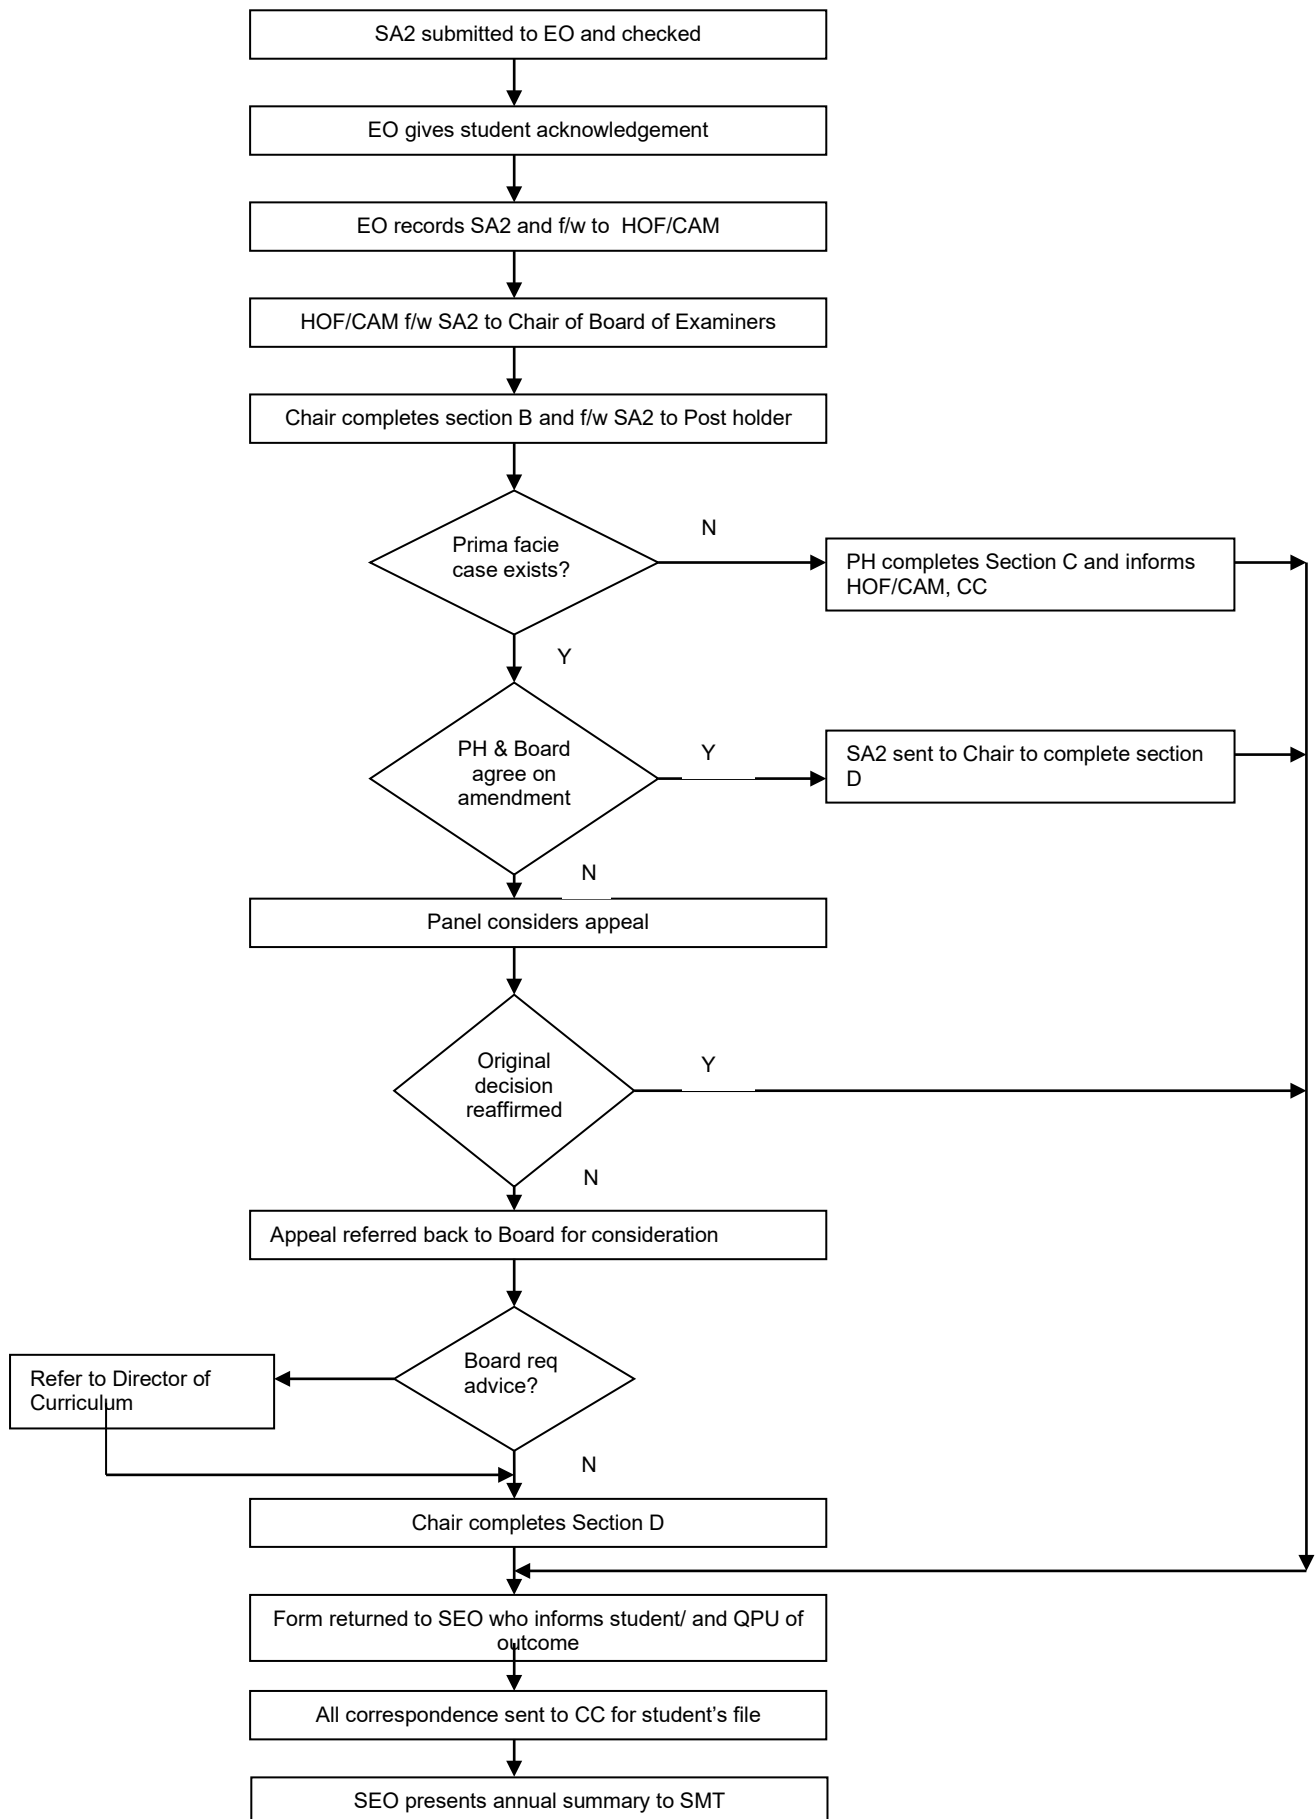 SA2 submitted to EO and checked
EO gives student acknowledgement
EO records SA2 and f/w to  HOF/CAM
HOF/CAM f/w SA2 to Chair of Board of Examiners
Chair completes section B and f/w SA2 to Post holder
Prima facie
case exists?
N
PH completes Section C and informs
HOF/CAM, CC
Y
PH & Board
agree on
amendment
Y
SA2 sent to Chair to complete section
D
N
Panel considers appeal
Original
decision
reaffirmed
Y
N
Appeal referred back to Board for consideration
Board req
advice?
Refer to Director of
Curriculum
N
Chair completes Section D
Form returned to SEO who informs student/ and QPU of
outcome
All correspondence sent to CC for student’s file
SEO presents annual summary to SMT